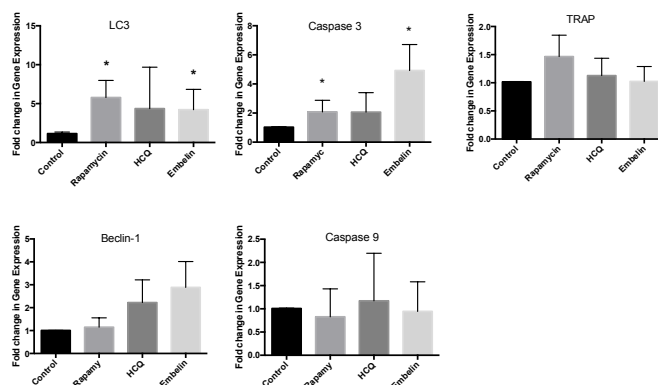 LC3
Fold change in Gene Expression
15
10
5
0
*
*
Control
Rapamycin
HCQ
Embelin
Caspase 3
Fold change in Gene Expression
8
6
4
2
0
*
*
Control
Rapamyc
HCQ
Embelin
TRAP
Fold change in Gene Expression
2.0
1.5
1.0
0.5
0.0
Control
Rapamycin
HCQ
Embelin
Beclin-1
Fold change in Gene Expression
5
4
3
2
1
0
Control
Rapamy
HCQ
Embelin
Caspase 9
Fold change in Gene Expression
2.5
2.0
1.5
1.0
0.5
0.0
Control
Rapamy
HCQ
Embelin